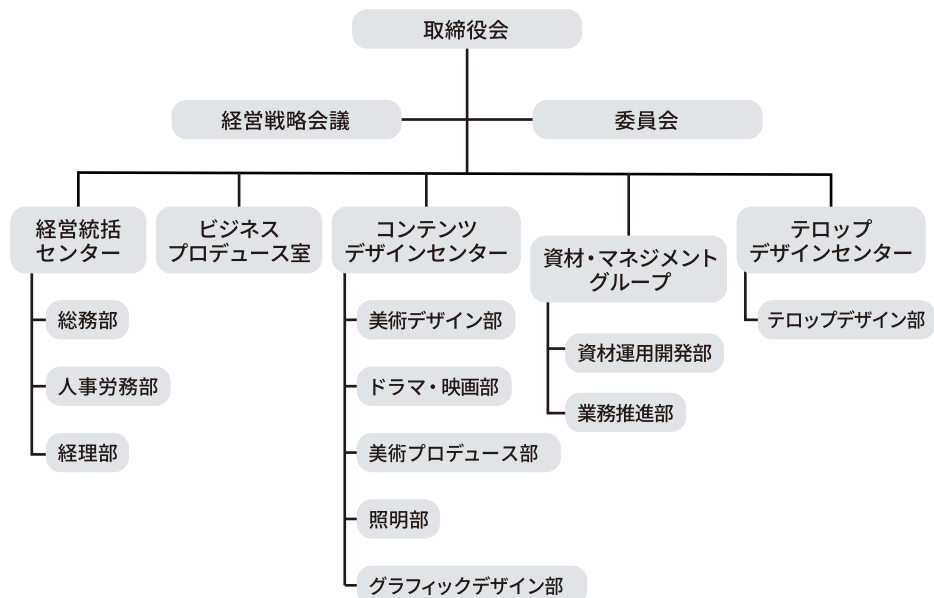 取締役会
経営戦略会議
委員会
経営統括
センター
総務部
人事労務部
経理部
ビジネス
プロデュース室
コンテンツ
デザインセンター
美術デザイン部
ドラマ・映画部
美術プロデュース部
照明部
グラフィックデザイン部
資材・マネジメント
グループ
資材運用開発部
業務推進部
テロップ
デザインセンター
テロップデザイン部